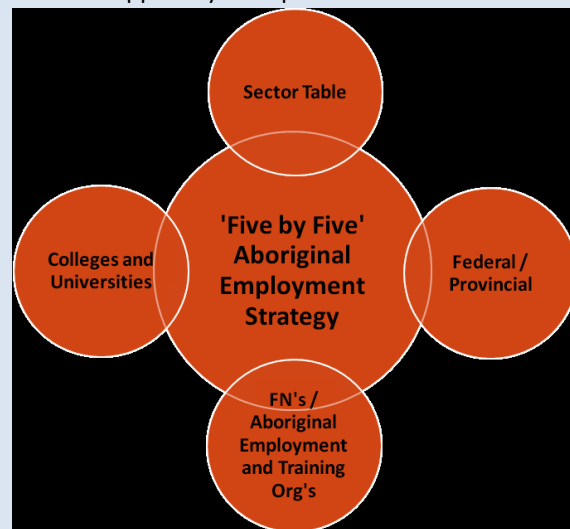 Sector Table
'Five by Five'
Aboriginal
Employment
Strategy
Colleges and
Universities
Federal /
Provincial
FN's /
Aboriginal
Employment
and Training
Org's